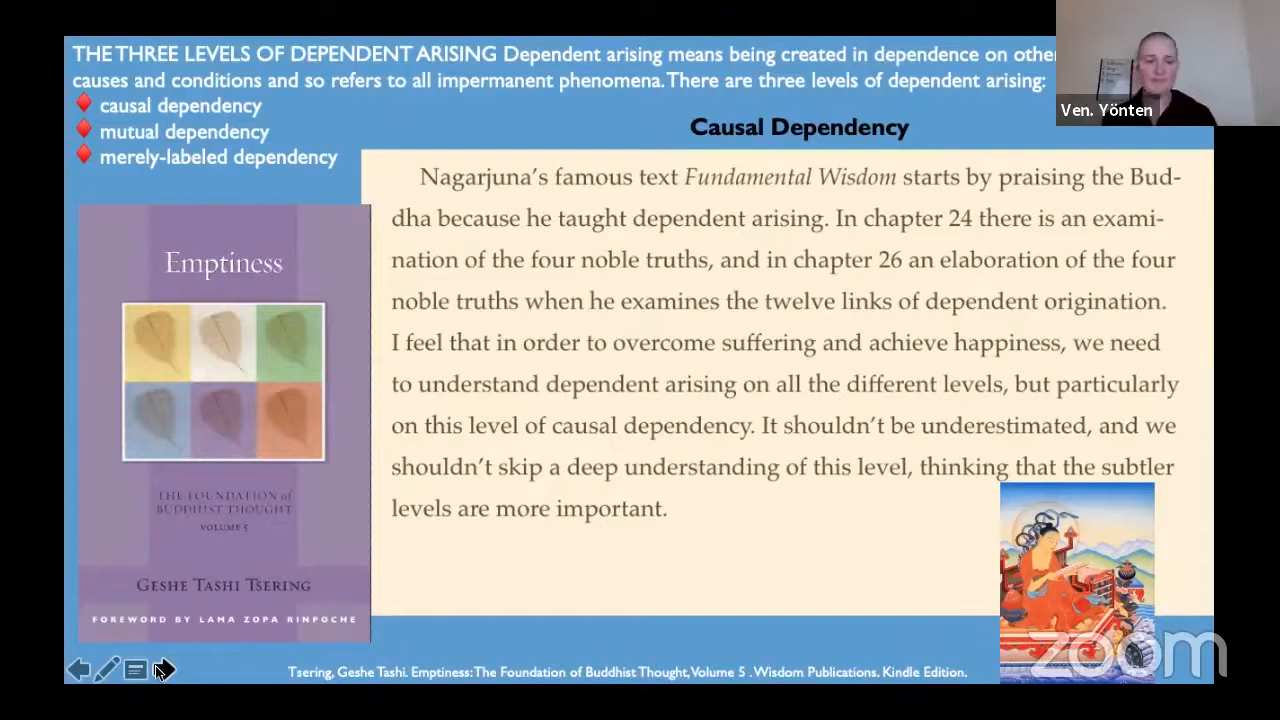 THE THREE LEVELS OF DEPENDENT ARISING Dependent arising means being created in dependence on other
causes and conditions and so refers to all impermanent phenomena. There are three levels of dependent arising:
causal dependency
mutual dependency
merely-labeled dependency
Ven. Yönten
Causal Dependency
Nagarjuna's famous text Fundamental Wisdom starts by praising the Bud-
dha because he taught dependent arising. In chapter 24 there is an exami-
nation of the four noble truths, and in chapter 26 an elaboration of the four
noble truths when he examines the twelve links of dependent origination.
I feel that in order to overcome suffering and achieve happiness, we need
to understand dependent arising on all the different levels, but particularly
on this level of causal dependency. It shouldn't be underestimated, and we
shouldn't skip a deep understanding of this level, thinking that the subtler
levels are more important.
Emptiness
THE FOUNDATION of
BUDDHIST THOUGHT
VOLUME 5
GESHE TASHI TSERING
FOREWORD BY LAMA ZOPA RINPOCHE
Tsering, Geshe Tashi. Emptiness: The Foundation of Buddhist Thought, Volume 5 . Wisdom Publications. Kindle Edition.
zoom